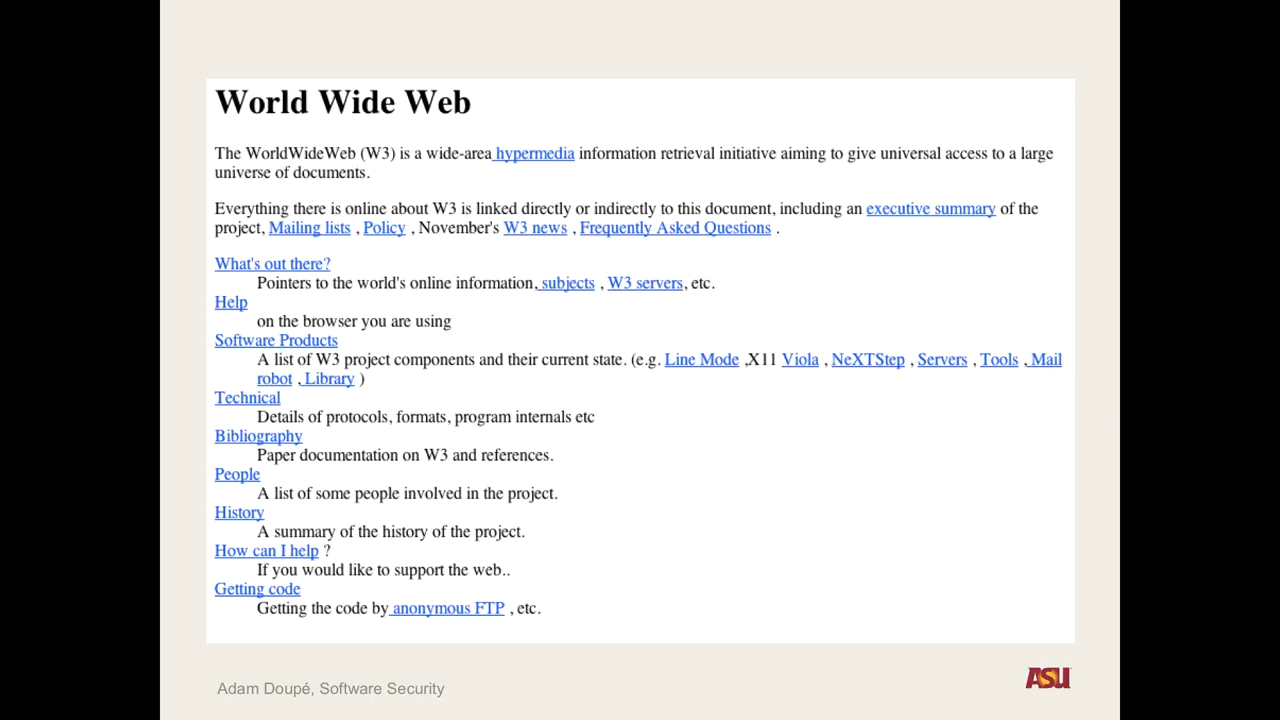 World Wide Web
The WorldWideWeb (W3) is a wide-area hypermedia information retrieval initiative aiming to give universal access to a large
universe of documents.
Everything there is online about W3 is linked directly or indirectly to this document, including an executive summary of the
project, Mailing lists , Policy , November's W3 news , Frequently Asked Questions .
What's out there?
Pointers to the world's online information, subjects , W3 servers, etc.
Help
on the browser you are using
Software Products
A list of W3 project components and their current state. (e.g. Line Mode ,X11 Viola , NeXTStep , Servers , Tools , Mail
robot , Library )
Technical
Details of protocols, formats, program internals etc
Bibliography
Paper documentation on W3 and references.
People
A list of some people involved in the project.
History
A summary of the history of the project.
How can I help ?
If you would like to support the web..
Getting code
Getting the code by anonymous FTP , etc.
Adam Doupé, Software Security
ASU